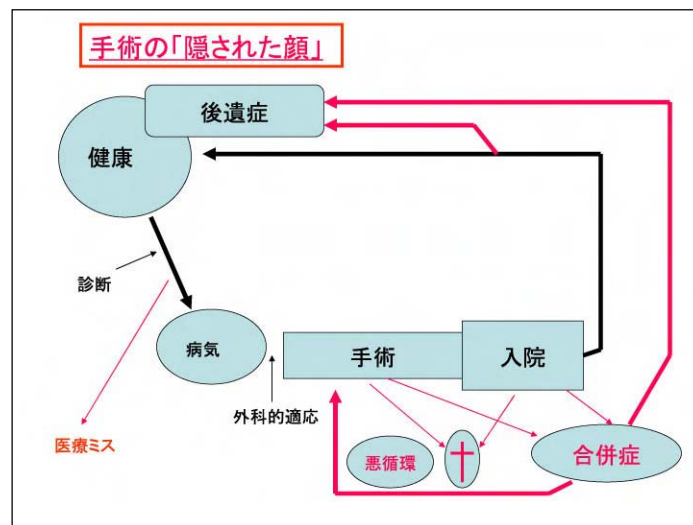 手術の「隠された顔」
後遺症
健康
診断
病気
手術
入院
外科的適応
医療ミス
悪循環
合併症